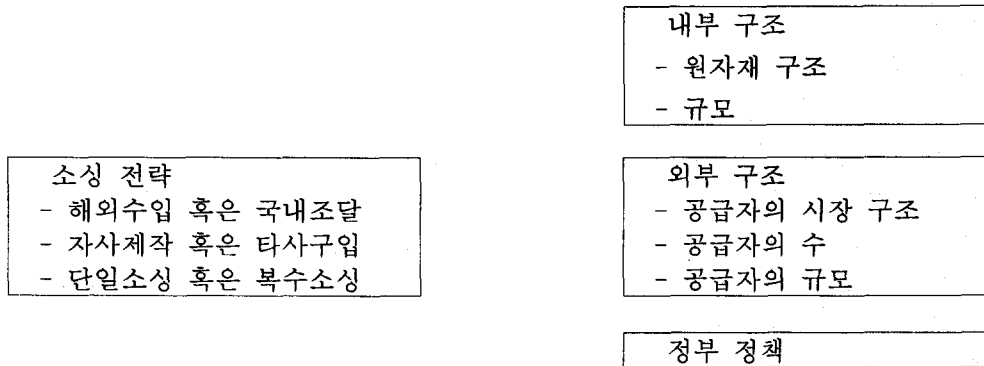 내부 구조
- 원자재 구조
- 규모
소싱 전략
- 해외수입 혹은 국내조달
- 자사제작 혹은 타사구입
- 단일소싱 혹은 복수소싱
외부 구조
- 공급자의 시장 구조
- 공급자의 수
- 공급자의 규모
정부 정책